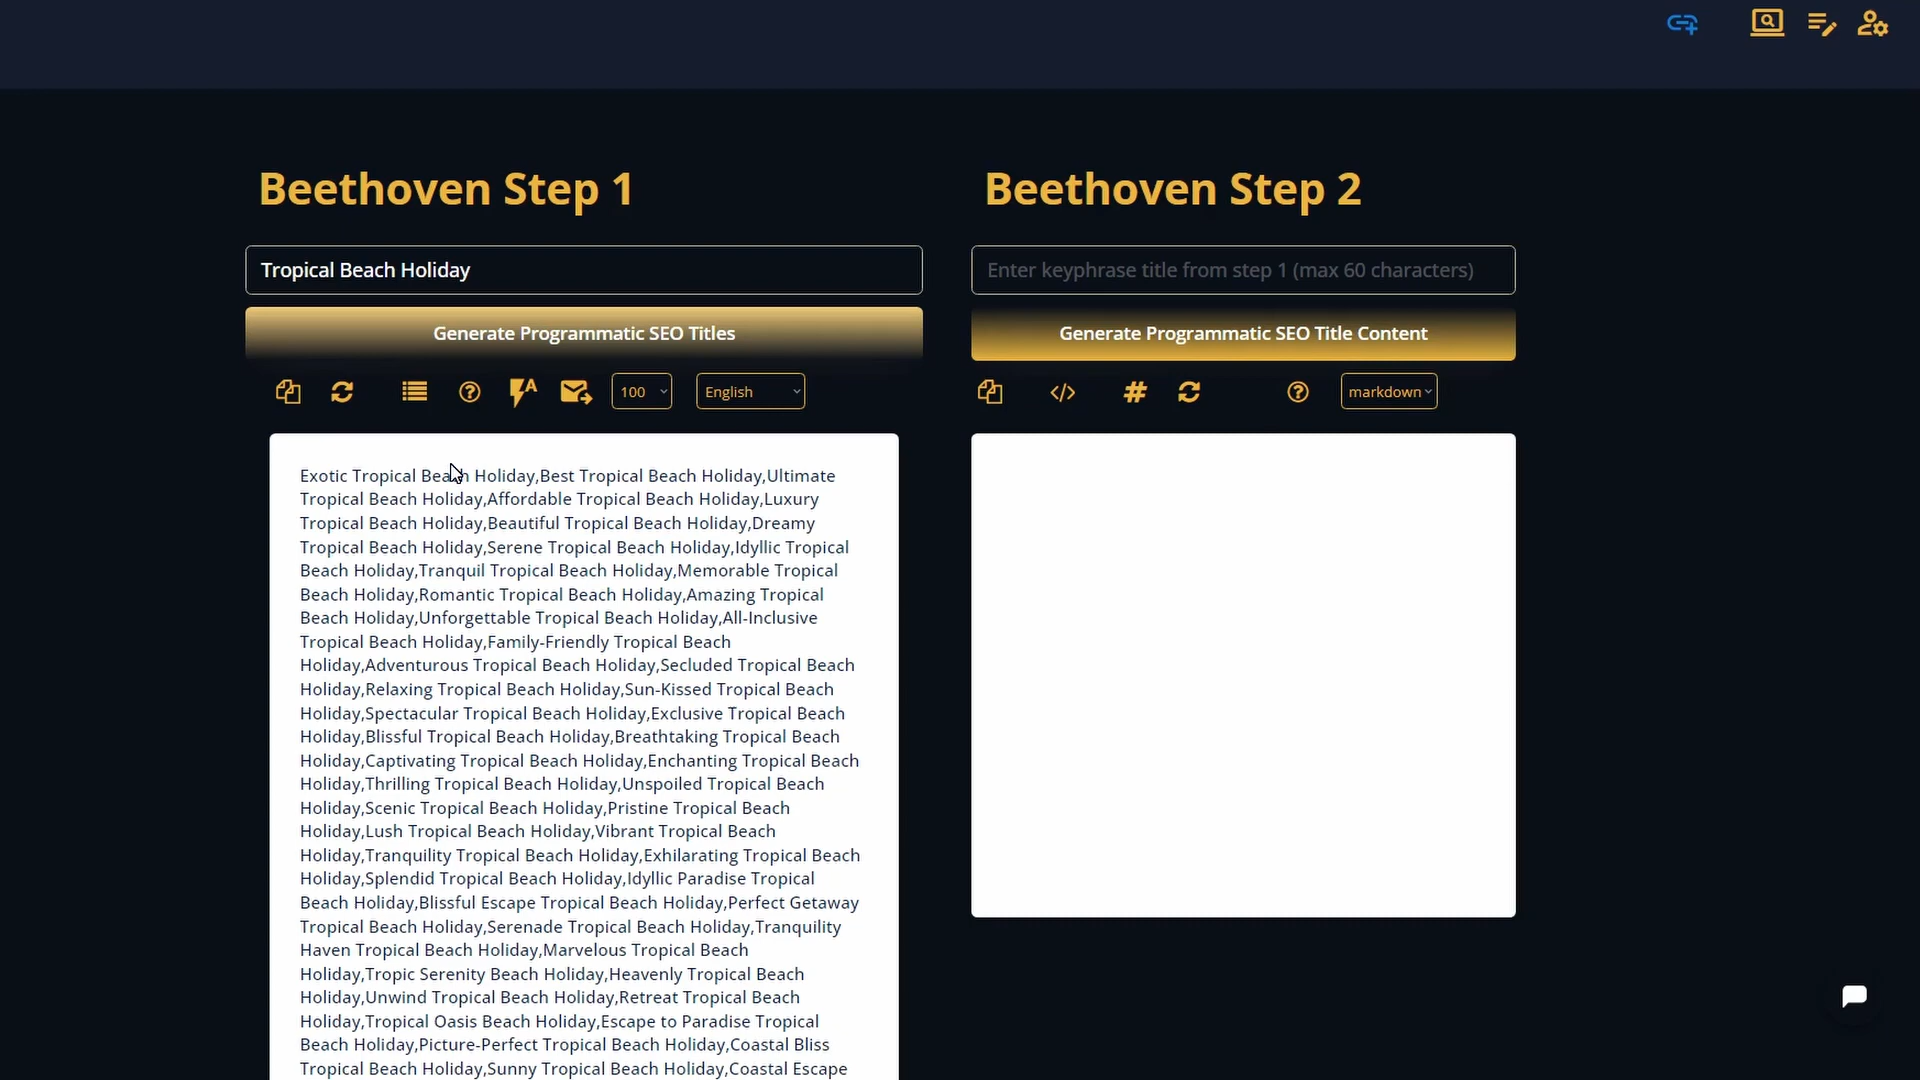 Beethoven Step 1
Tropical Beach Holiday
Generate Programmatic SEO Titles
100
English
Exotic Tropical Beach Holiday,Best Tropical Beach Holiday,Ultimate
Tropical Beach Holiday,Affordable Tropical Beach Holiday,Luxury
Tropical Beach Holiday,Beautiful Tropical Beach Holiday,Dreamy
Tropical Beach Holiday,Serene Tropical Beach Holiday,Idyllic Tropical
Beach Holiday,Tranquil Tropical Beach Holiday,Memorable Tropical
Beach Holiday,Romantic Tropical Beach Holiday,Amazing Tropical
Beach Holiday,Unforgettable Tropical Beach Holiday,All-Inclusive
Tropical Beach Holiday,Family-Friendly Tropical Beach
Holiday,Adventurous Tropical Beach Holiday,Secluded Tropical Beach
Holiday,Relaxing Tropical Beach Holiday,Sun-Kissed Tropical Beach
Holiday,Spectacular Tropical Beach Holiday,Exclusive Tropical Beach
Holiday,Blissful Tropical Beach Holiday,Breathtaking Tropical Beach
Holiday,Captivating Tropical Beach Holiday,Enchanting Tropical Beach
Holiday,Thrilling Tropical Beach Holiday,Unspoiled Tropical Beach
Holiday,Scenic Tropical Beach Holiday,Pristine Tropical Beach
Holiday,Lush Tropical Beach Holiday,Vibrant Tropical Beach
Holiday,Tranquility Tropical Beach Holiday,Exhilarating Tropical Beach
Holiday,Splendid Tropical Beach Holiday,Idyllic Paradise Tropical
Beach Holiday,Blissful Escape Tropical Beach Holiday,Perfect Getaway
Tropical Beach Holiday,Serenade Tropical Beach Holiday,Tranquility
Haven Tropical Beach Holiday,Marvelous Tropical Beach
Holiday,Tropic Serenity Beach Holiday,Heavenly Tropical Beach
Holiday,Unwind Tropical Beach Holiday,Retreat Tropical Beach
Holiday,Tropical Oasis Beach Holiday,Escape to Paradise Tropical
Beach Holiday,Picture-Perfect Tropical Beach Holiday,Coastal Bliss
Tropical Beach Holiday,Sunny Tropical Beach Holiday,Coastal Escape
Beethoven Step 2
Enter keyphrase title from step 1 (max 60 characters)
Generate Programmatic SEO Title Content
markdown